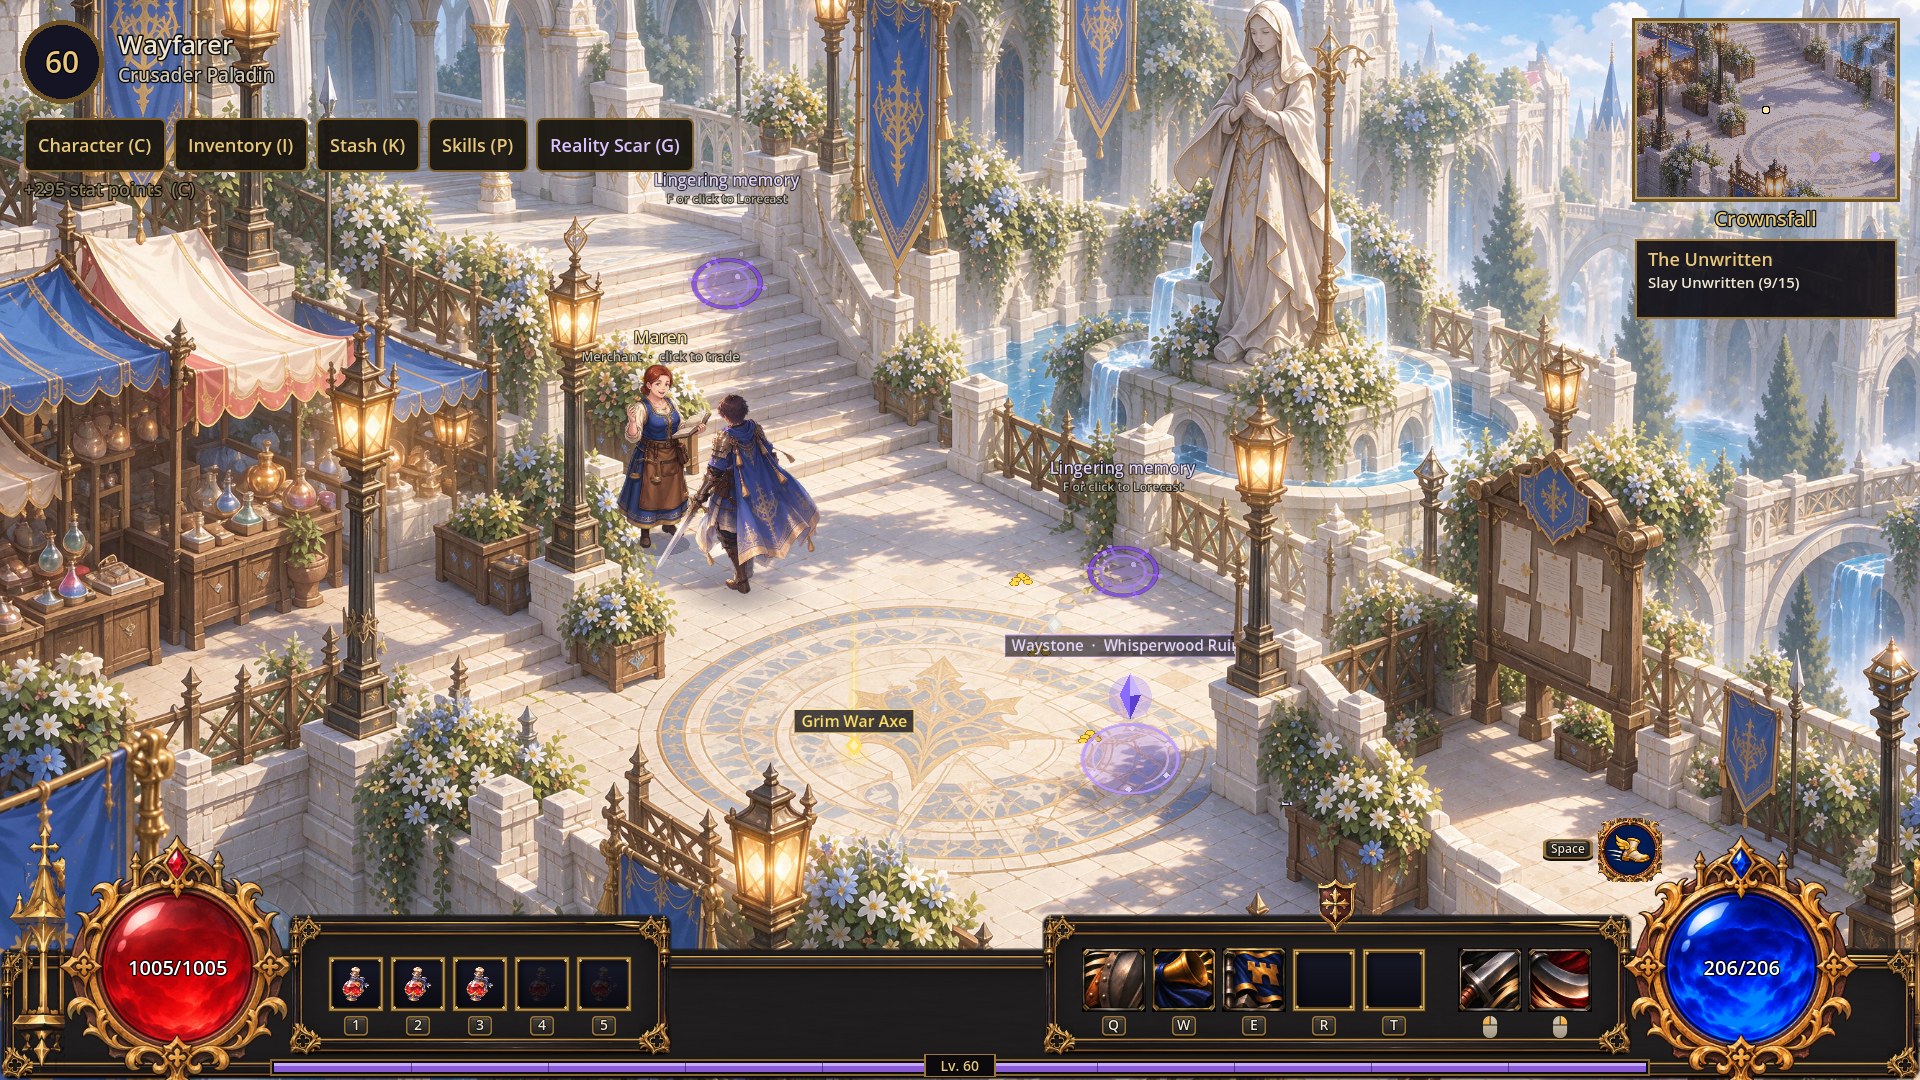 60
Wayfarer
Crusader Paladin
Character (C)
Inventory (I)
Stash (K)
Skills (P)
Reality Scar (G)
+295 stat points (C)
Lingering memory
F or click to Lorecast
Crownsfall
The Unwritten
Slay Unwritten (9/15)
Maren
Merchant · click to trade
Lingering memory
F or click to Lorecast
Waystone · Whisperwood
Grim War Axe
Space
1005/1005
1
2
3
4
5
Q
W
E
R
T
206/206
Lv. 60